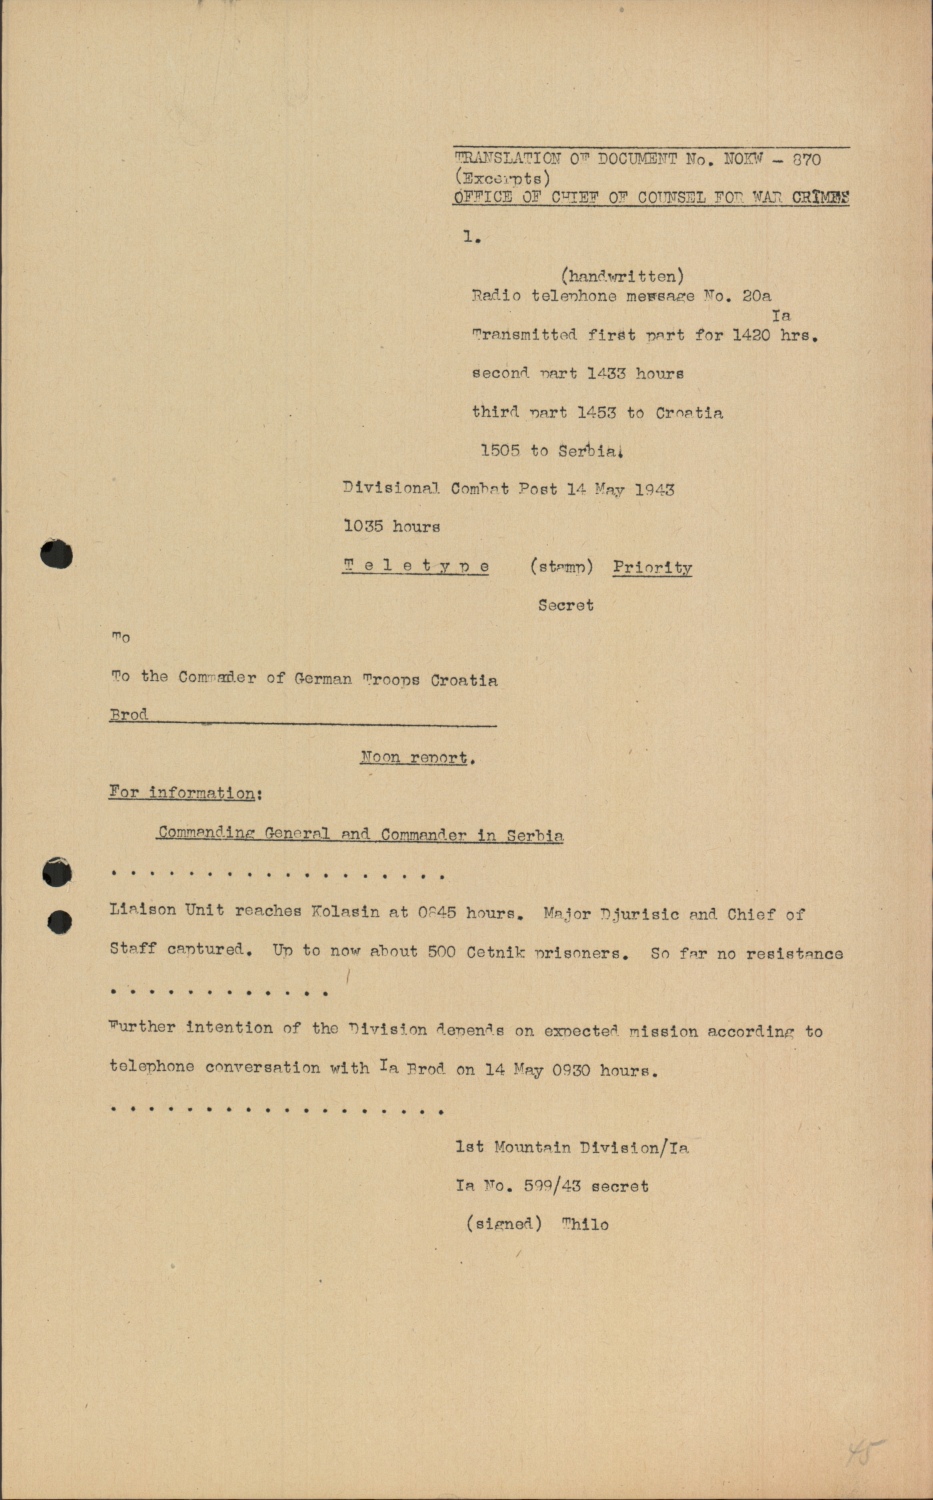 TRANSLATION OF DOCUMENT No. NOKW - 870
(Excerpts)
OFFICE OF CHIEF OF COUNSEL FOR WAR CRIMES
1.
(handwritten)
Radio telephone message No. 20a
Ia
Transmitted first part for 1420 hrs.
second part 1433 hours
third part 1453 to Croatia
1505 to Serbia.
Divisional Combat Post 14 May 1943
1035 hours
T e l e t y p e (stamp) Priority
Secret
To
To the Commader of German Troops Croatia
Brod
Noon report.
For information:
Commanding General and Commander in Serbia
. . . . . . . . . . . . . . . . . .
Liaison Unit reaches Kolasin at 0845 hours. Major Djurisic and Chief of
Staff captured. Up to now about 500 Cetnik prisoners. So far no resistance
. . . . . . . . . . . .
Further intention of the Division depends on expected mission according to
telephone conversation with Ia Brod on 14 May 0930 hours.
. . . . . . . . . . . . . . . . . .
1st Mountain Division/Ia
Ia No. 599/43 secret
(signed) Thilo
45